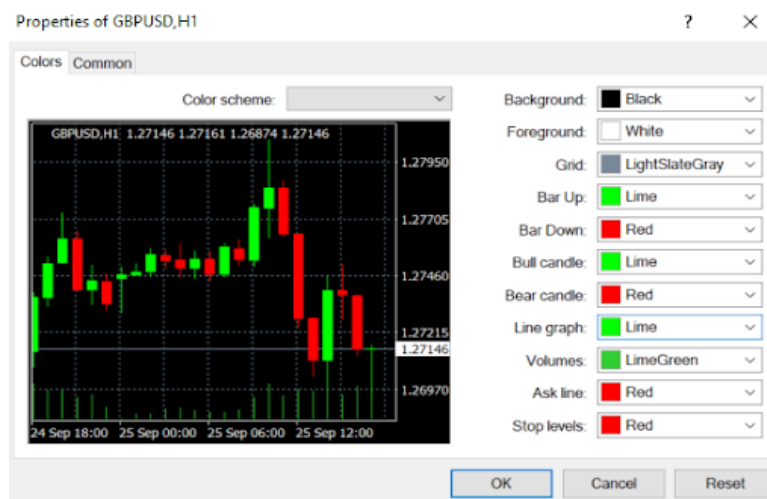 Properties of GBPUSD,H1 ?
Colors Common
Color scheme:
GBPUSD,H1 1.27146 1.27161 1.26874 1.27146
1.27950
1.27705
1.27460
1.27215
1.27146
1.26970
24 Sep 18:00 25 Sep 00:00 25 Sep 06:00 25 Sep 12:00
Background: Black
Foreground: White
Grid: LightSlateGray
Bar Up: Lime
Bar Down: Red
Bull candle: Lime
Bear candle: Red
Line graph: Lime
Volumes: LimeGreen
Ask line: Red
Stop levels: Red
OK Cancel Reset